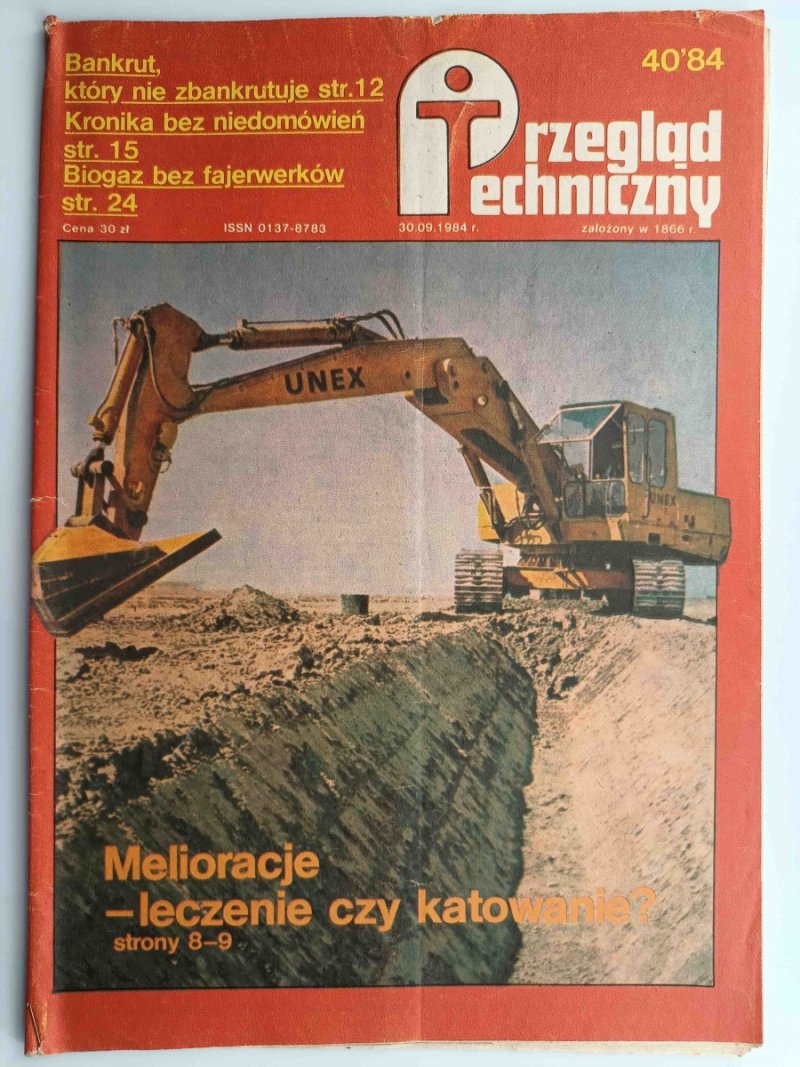 Bankrut,
który nie zbankrutuje str.12
Kronika bez niedomówień
str. 15
Biogaz bez fajerwerków
str. 24
40'84
Przegląd
Techniczny
Cena 30 zł
ISSN 0137-8783
30.09.1984 r.
założony w 1866 r.
UNEX
UNEX
Melioracje
–leczenie czy katowanie?
strony 8–9